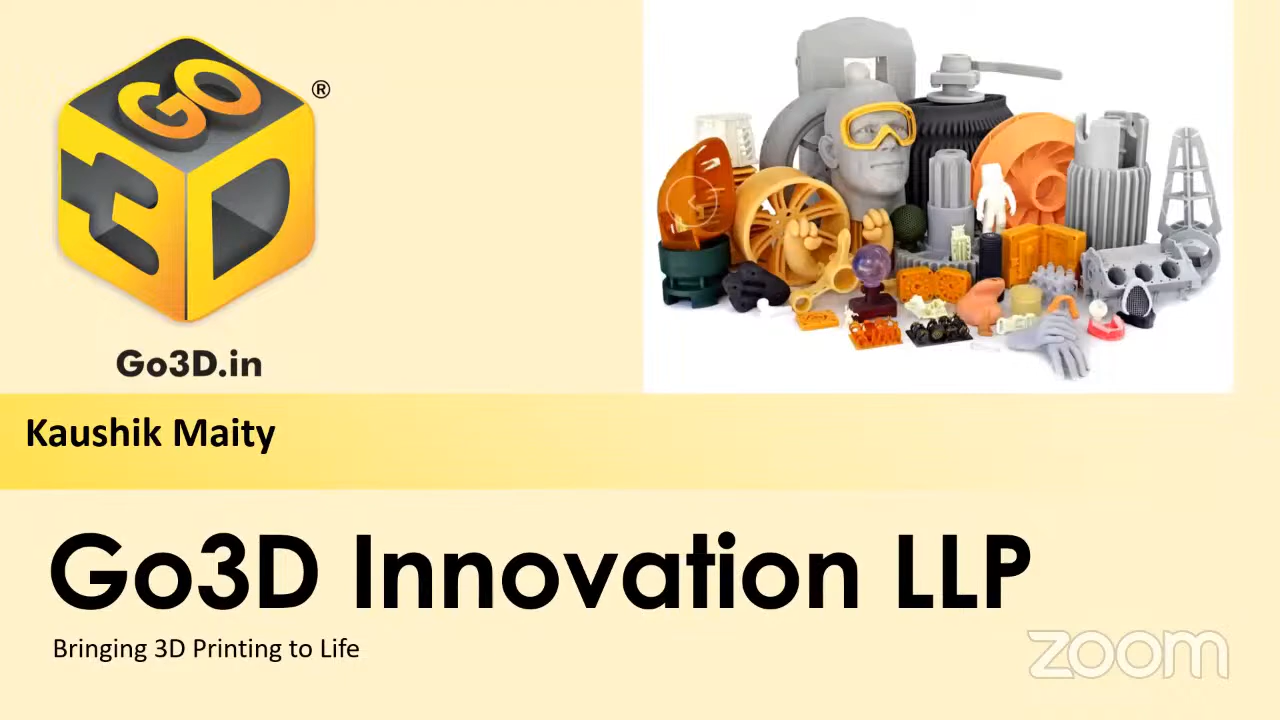 GO
3D
®
Go3D.in
Kaushik Maity
Go3D Innovation LLP
Bringing 3D Printing to Life
zoom